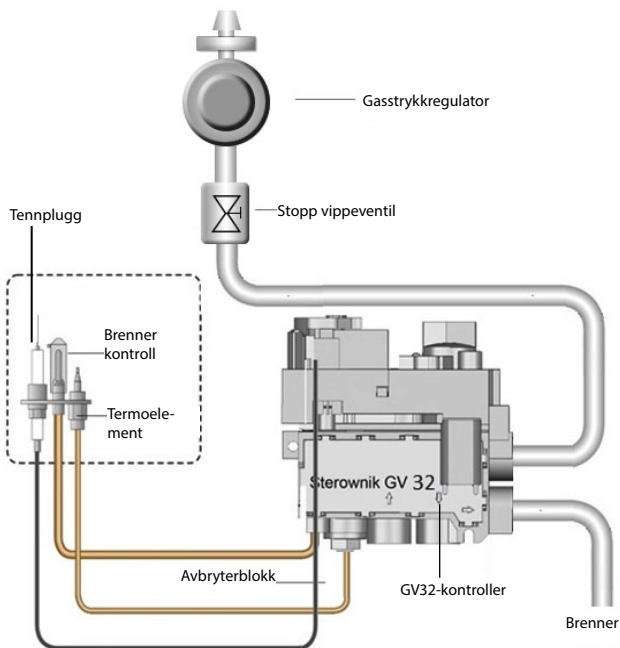 Gasstrykkregulator
Stopp vippeventil
Tennplugg
Brenner
kontroll
Termoele-
ment
Sterownik GV 32
Avbryterblokk
GV32-kontroller
Brenner